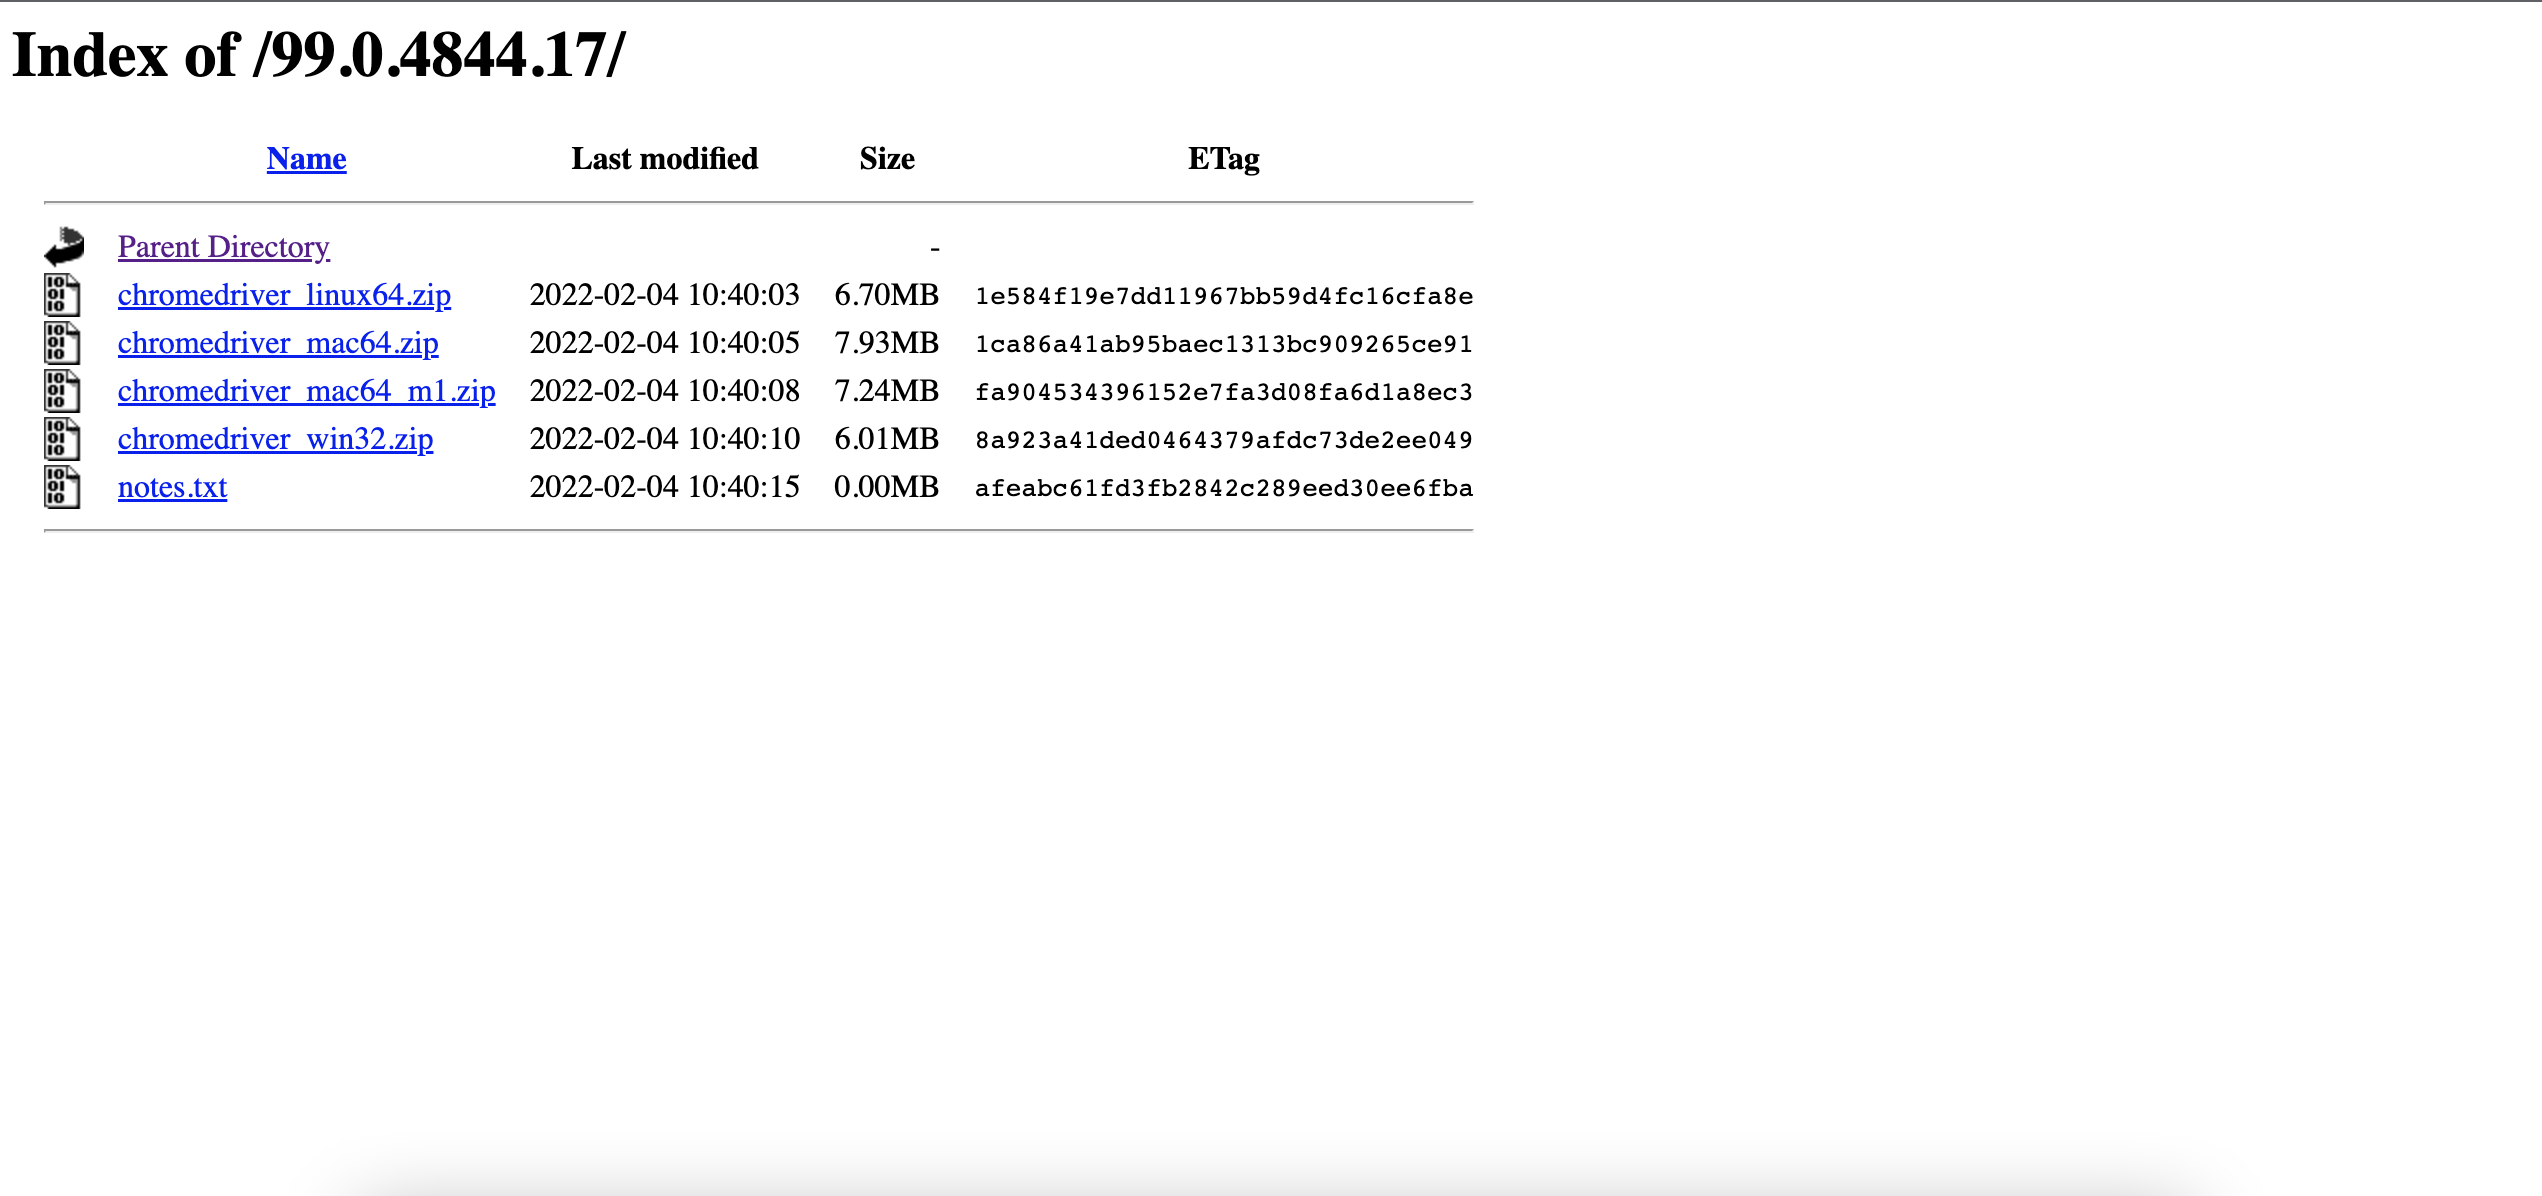 Index of /99.0.4844.17/
Name Last modified Size ETag
Parent Directory -
chromedriver_linux64.zip 2022-02-04 10:40:03 6.70MB 1e584f19e7dd11967bb59d4fc16cfa8e
chromedriver_mac64.zip 2022-02-04 10:40:05 7.93MB 1ca86a41ab95baec1313bc909265ce91
chromedriver_mac64_m1.zip 2022-02-04 10:40:08 7.24MB fa904534396152e7fa3d08fa6d1a8ec3
chromedriver_win32.zip 2022-02-04 10:40:10 6.01MB 8a923a41ded0464379afdc73de2ee049
notes.txt 2022-02-04 10:40:15 0.00MB afeabc61fd3fb2842c289eed30ee6fba